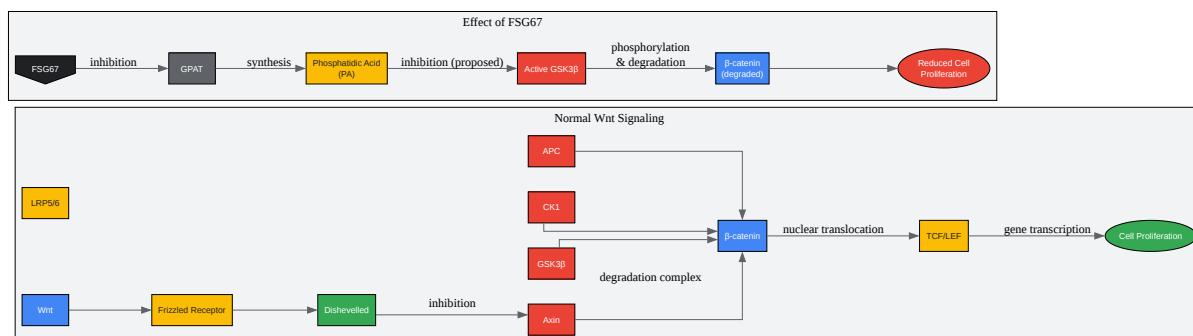 Effect of FSG67
FSG67
inhibition
GPAT
synthesis
Phosphatidic Acid
(PA)
inhibition (proposed)
Active GSK3β
phosphorylation
& degradation
β-catenin
(degraded)
Reduced Cell
Proliferation
Normal Wnt Signaling
APC
LRP5/6
CK1
β-catenin
nuclear translocation
TCF/LEF
gene transcription
Cell Proliferation
GSK3β
degradation complex
Wnt
Frizzled Receptor
Dishevelled
inhibition
Axin